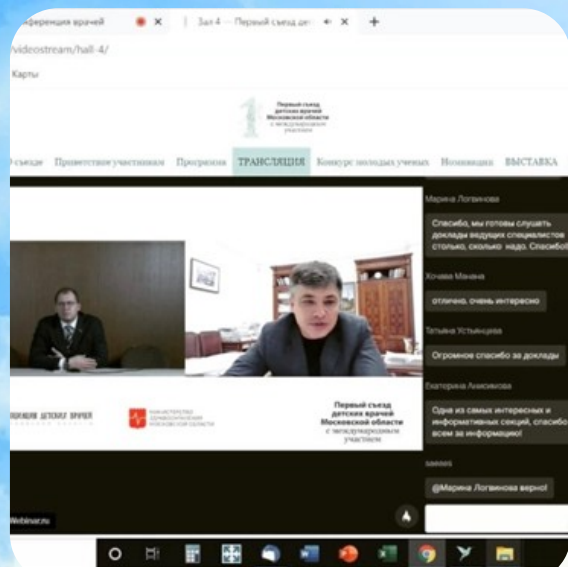 нференция врачей
Зал 4 — Первый съезд дет
/videostream/hall-4/
Карты
Первый съезд
детских врачей
Московской области
с международным
участием
О съезде Приветствие участникам Программа ТРАНСЛЯЦИЯ Конкурс молодых ученых Номинации ВЫСТАВКА
Марина Логвинова
Спасибо, мы готовы слушать
доклады ведущих специалистов
столько, сколько надо. Спасибо!
Хочава Манана
отлично, очень интересно
Татьяна Устьянцева
Огромное спасибо за доклады
Екатерина Анисимова
Одна из самых интересных и
информативных секций, спасибо
всем за информацию!
saeees
@Марина Логвинова верно!
ДЕТСКИХ ВРАЧЕЙ
МИНИСТЕРСТВО
ЗДРАВООХРАНЕНИЯ
МОСКОВСКОЙ ОБЛАСТИ
Первый съезд
детских врачей
Московской области
с международным
участием
Webinar.ru